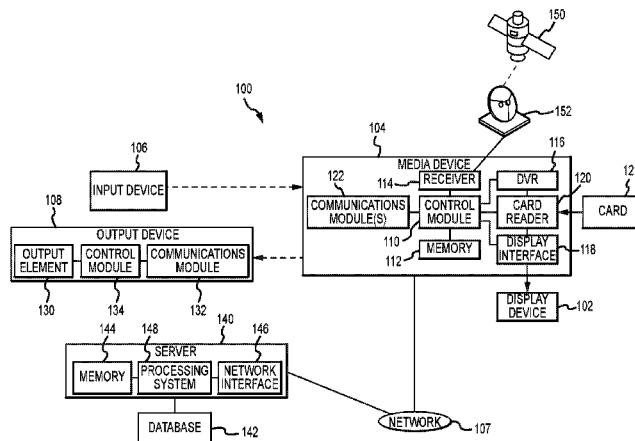 150
100
152
104
116
106
MEDIA DEVICE
122
114
RECEIVER
DVR
120
12
INPUT DEVICE
COMMUNICATIONS
MODULE(S)
CONTROL
MODULE
CARD
READER
CARD
108
110
OUTPUT DEVICE
MEMORY
DISPLAY
INTERFACE
118
OUTPUT
ELEMENT
CONTROL
MODULE
COMMUNICATIONS
MODULE
112
130
134
132
DISPLAY
DEVICE
102
144
148
140
146
SERVER
MEMORY
PROCESSING
SYSTEM
NETWORK
INTERFACE
DATABASE
142
NETWORK
107